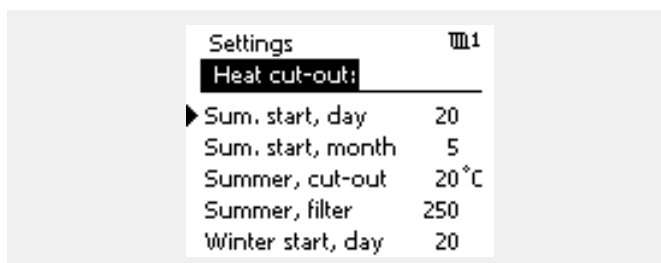 Settings 1
Heat cut-out:
Sum. start, day 20
Sum. start, month 5
Summer, cut-out 20°C
Summer, filter 250
Winter start, day 20